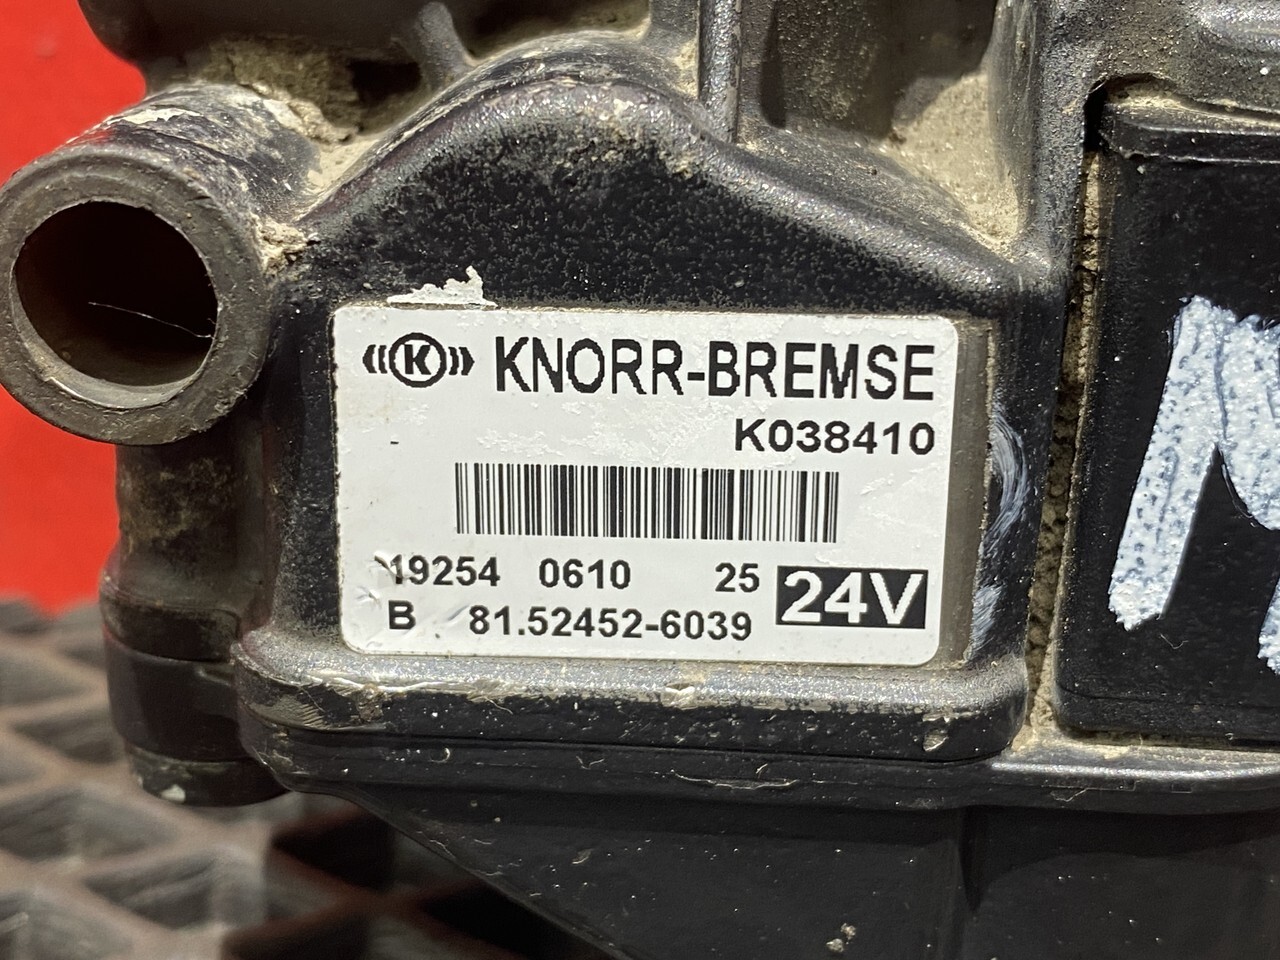 K KNORR-BREMSE
K038410
19254 0610 25 24V
B 81.52452-6039